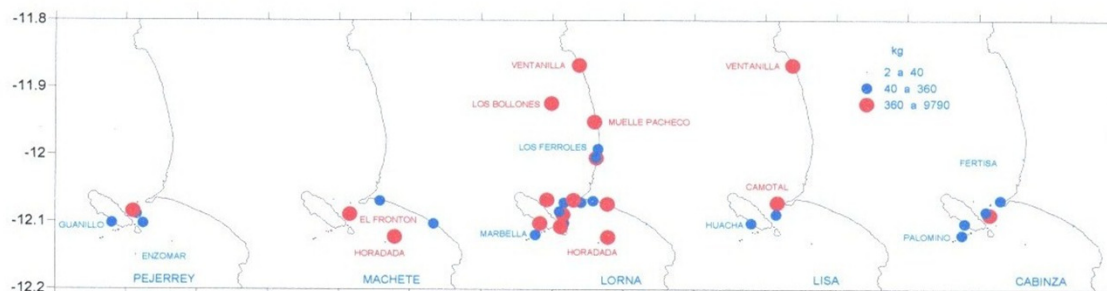 -11.8
-11.9
-12
-12.1
-12.2
GUANILLO
ENZOMAR
PEJERREY
EL FRONTON
HORADADA
MACHETE
VENTANILLA
LOS BOLLONES
MUELLE PACHECO
LOS FERROLES
MARBELLA
HORADADA
LORNA
VENTANILLA
CAMOTAL
HUACHA
LISA
kg
2 a 40
40 a 360
360 a 9790
FERTISA
PALOMINO
CABINZA